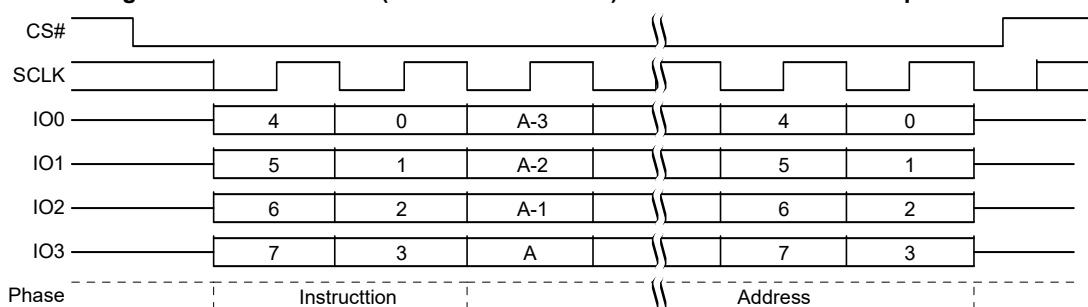 CS#
SCLK
IO0 4 0 A-3 4 0
IO1 5 1 A-2 5 1
IO2 6 2 A-1 6 2
IO3 7 3 A 7 3
Phase Instructtion Address